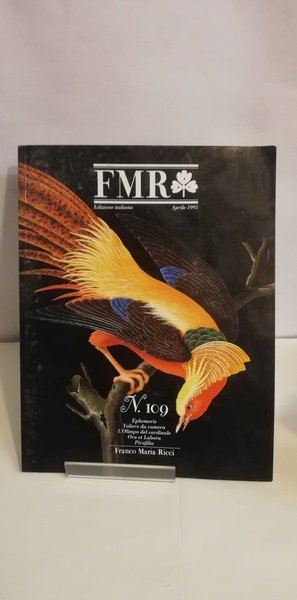 FMR
Edizione italiana Aprile 1995
N. 109
Ephemeris
Voliere da camera
L'Olimpo del cardinale
Ora et Labora
Pirofilia
Franco Maria Ricci